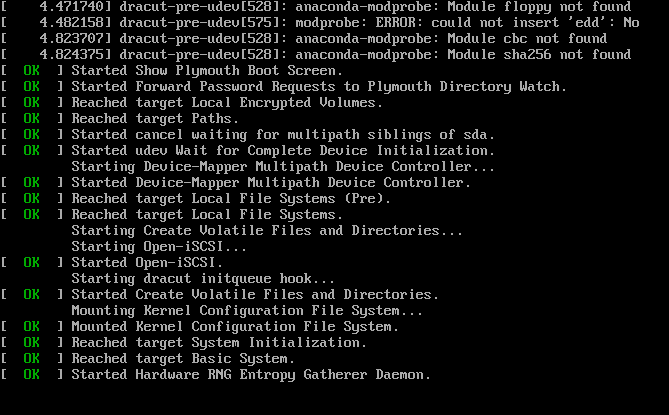 [    4.471740] dracut-pre-udev[528]: anaconda-modprobe: Module floppy not found
[    4.482158] dracut-pre-udev[575]: modprobe: ERROR: could not insert 'edd': No
[    4.823707] dracut-pre-udev[528]: anaconda-modprobe: Module cbc not found
[    4.824375] dracut-pre-udev[528]: anaconda-modprobe: Module sha256 not found
[  OK  ] Started Show Plymouth Boot Screen.
[  OK  ] Started Forward Password Requests to Plymouth Directory Watch.
[  OK  ] Reached target Local Encrypted Volumes.
[  OK  ] Reached target Paths.
[  OK  ] Started cancel waiting for multipath siblings of sda.
[  OK  ] Started udev Wait for Complete Device Initialization.
         Starting Device-Mapper Multipath Device Controller...
[  OK  ] Started Device-Mapper Multipath Device Controller.
[  OK  ] Reached target Local File Systems (Pre).
[  OK  ] Reached target Local File Systems.
         Starting Create Volatile Files and Directories...
         Starting Open-iSCSI...
[  OK  ] Started Open-iSCSI.
         Starting dracut initqueue hook...
[  OK  ] Started Create Volatile Files and Directories.
         Mounting Kernel Configuration File System...
[  OK  ] Mounted Kernel Configuration File System.
[  OK  ] Reached target System Initialization.
[  OK  ] Reached target Basic System.
[  OK  ] Started Hardware RNG Entropy Gatherer Daemon.